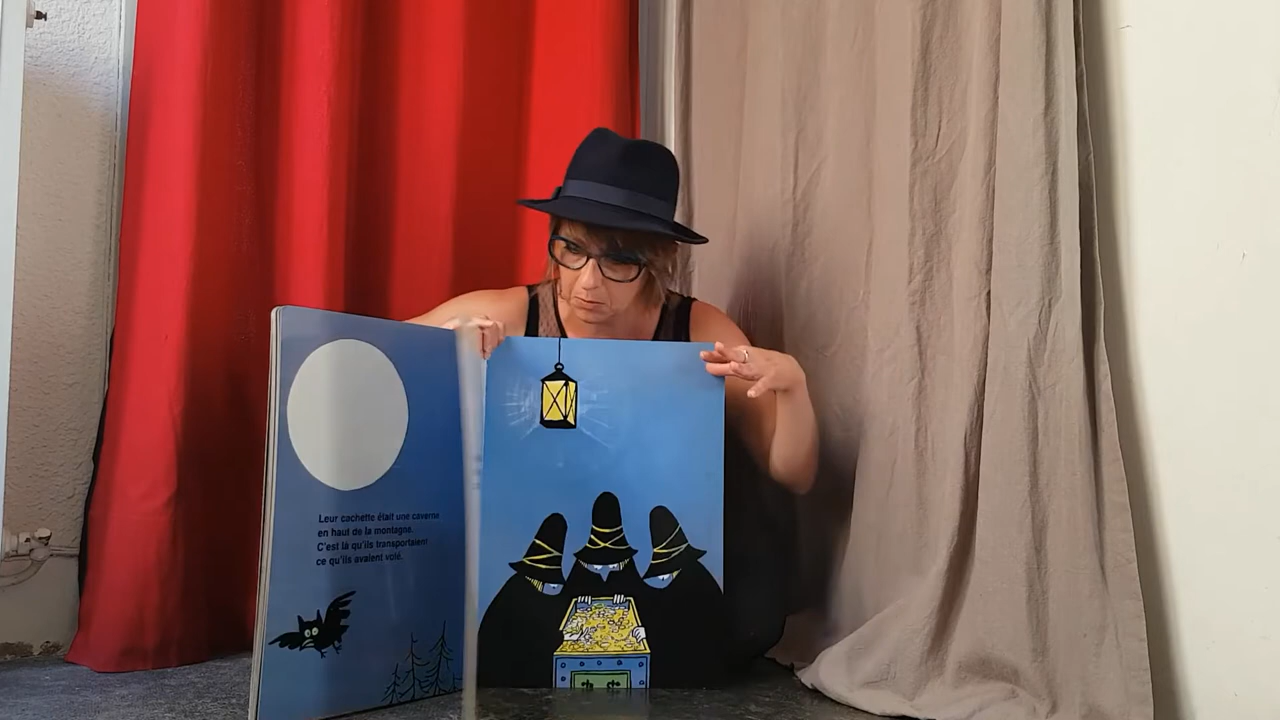 Leur cachette était une caverne
en haut de la montagne.
C'est là qu'ils transportaient
ce qu'ils avaient volé.